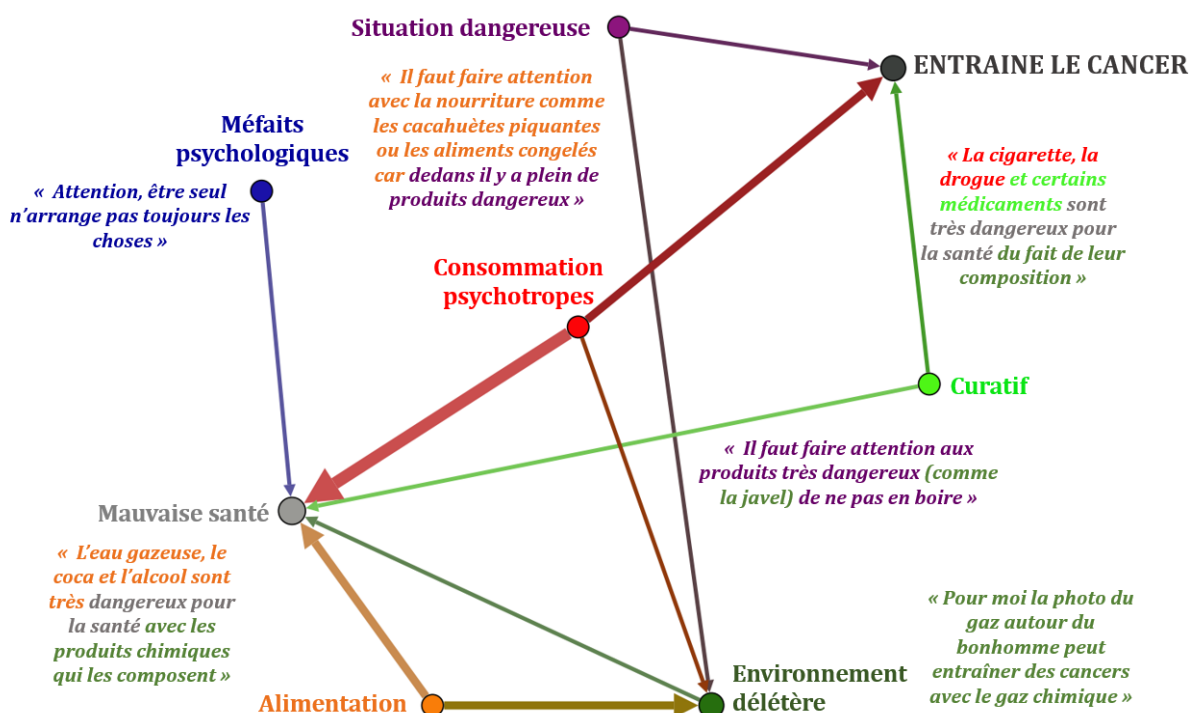 Situation dangereuse
ENTRAINE LE CANCER
« Il faut faire attention
avec la nourriture comme
les cacahuètes piquantes
ou les aliments congelés
car dedans il y a plein de
produits dangereux »
Méfaits
psychologiques
« Attention, être seul
n'arrange pas toujours les
choses »
« La cigarette, la
drogue et certains
médicaments sont
très dangereux pour
la santé du fait de leur
composition »
Consommation
psychotropes
Curatif
« Il faut faire attention aux
produits très dangereux (comme
la javel) de ne pas en boire »
Mauvaise santé
« L'eau gazeuse, le
coca et l'alcool sont
très dangereux pour
la santé avec les
produits chimiques
qui les composent »
« Pour moi la photo du
gaz autour du
bonhomme peut
entraîner des cancers
avec le gaz chimique »
Environnement
délétère
Alimentation